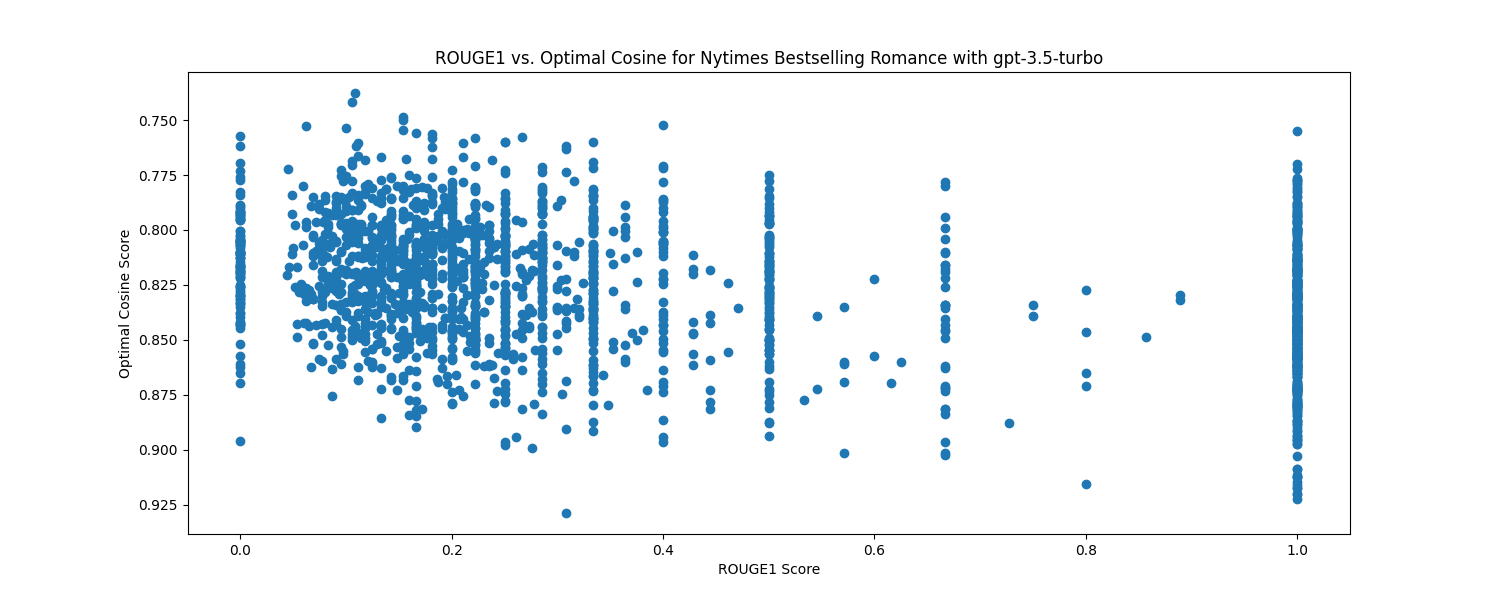 ROUGE1 vs. Optimal Cosine for Nytimes Bestselling Romance with gpt-3.5-turbo
Optimal Cosine Score
0.750
0.775
0.800
0.825
0.850
0.875
0.900
0.925
0.0 0.2 0.4 0.6 0.8 1.0
ROUGE1 Score